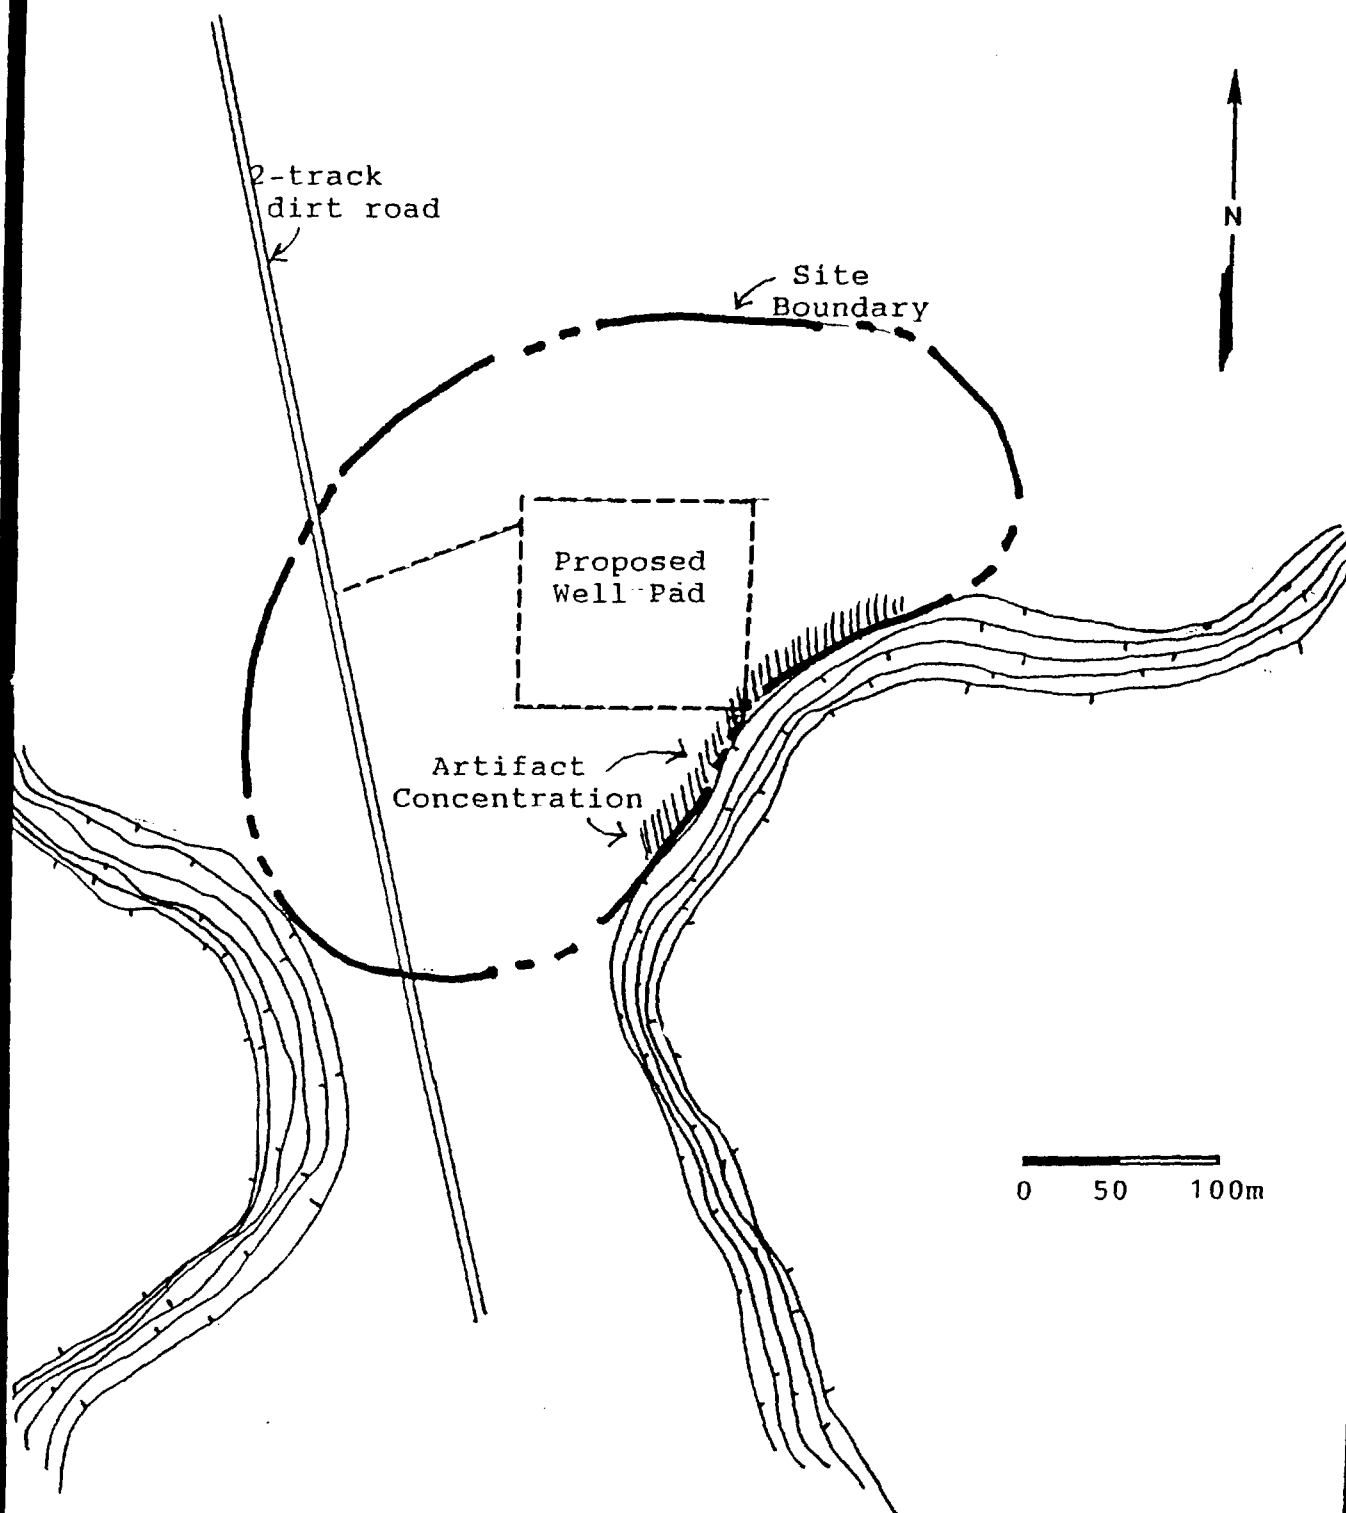 2-track
dirt road
N
Site
Boundary
Proposed
Well Pad
Artifact
Concentration
0 50 100m